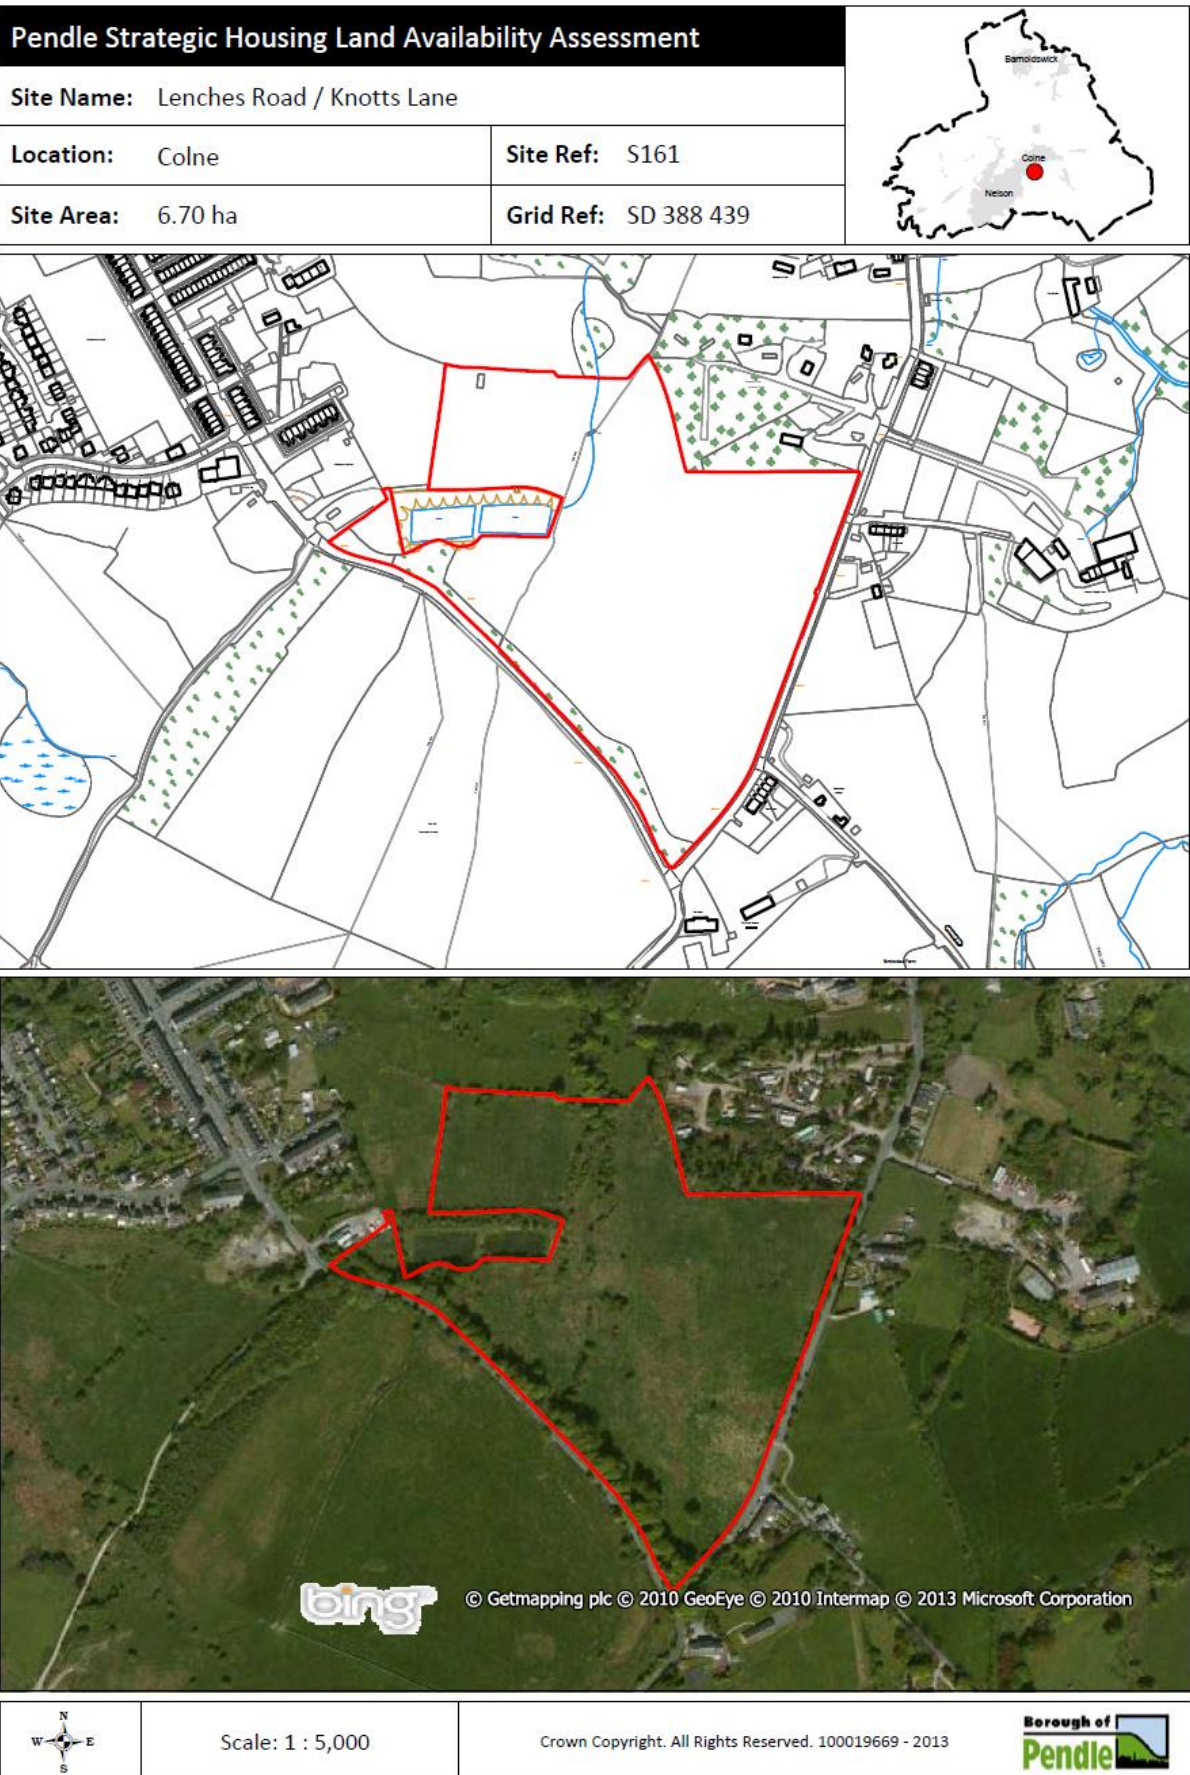 Pendle Strategic Housing Land Availability Assessment
Site Name: Lenches Road / Knotts Lane
Location: Colne
Site Ref: S161
Site Area: 6.70 ha
Grid Ref: SD 388 439
Barnoldswick
Colne
Nelson
bing
© Getmapping plc © 2010 GeoEye © 2010 Intermap © 2013 Microsoft Corporation
N
W E
S
Scale: 1 : 5,000
Crown Copyright. All Rights Reserved. 100019669 - 2013
Borough of
Pendle